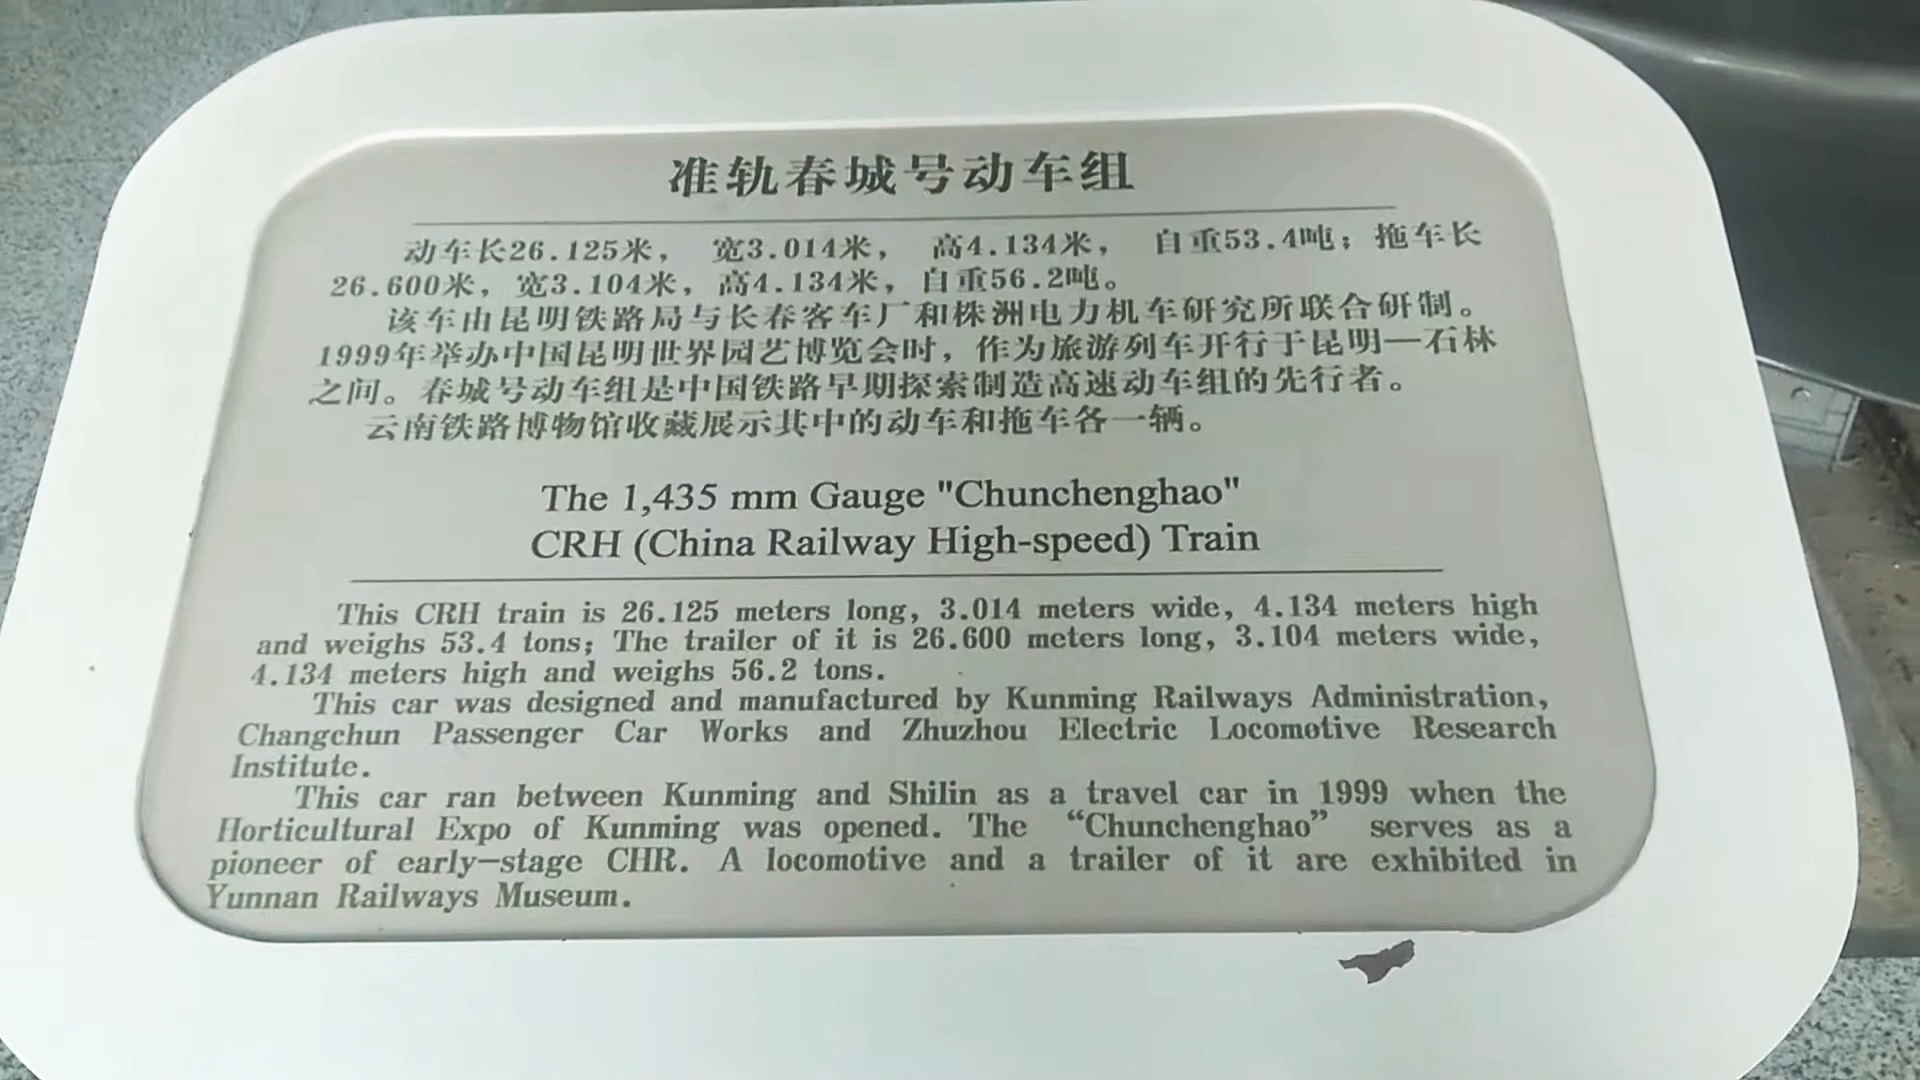 准轨春城号动车组
动车长26.125米， 宽3.014米， 高4.134米， 自重53.4吨；拖车长
26.600米，宽3.104米，高4.134米，自重56.2吨。
该车由昆明铁路局与长春客车厂和株洲电力机车研究所联合研制。
1999年举办中国昆明世界园艺博览会时，作为旅游列车开行于昆明—石林
之间。春城号动车组是中国铁路早期探索制造高速动车组的先行者。
云南铁路博物馆收藏展示其中的动车和拖车各一辆。
The 1,435 mm Gauge "Chunchenghao"
CRH (China Railway High-speed) Train
This CRH train is 26.125 meters long, 3.014 meters wide, 4.134 meters high
and weighs 53.4 tons; The trailer of it is 26.600 meters long, 3.104 meters wide,
4.134 meters high and weighs 56.2 tons.
This car was designed and manufactured by Kunming Railways Administration,
Changchun Passenger Car Works and Zhuzhou Electric Locomotive Research
Institute.
This car ran between Kunming and Shilin as a travel car in 1999 when the
Horticultural Expo of Kunming was opened. The “Chunchenghao” serves as a
pioneer of early—stage CHR. A locomotive and a trailer of it are exhibited in
Yunnan Railways Museum.